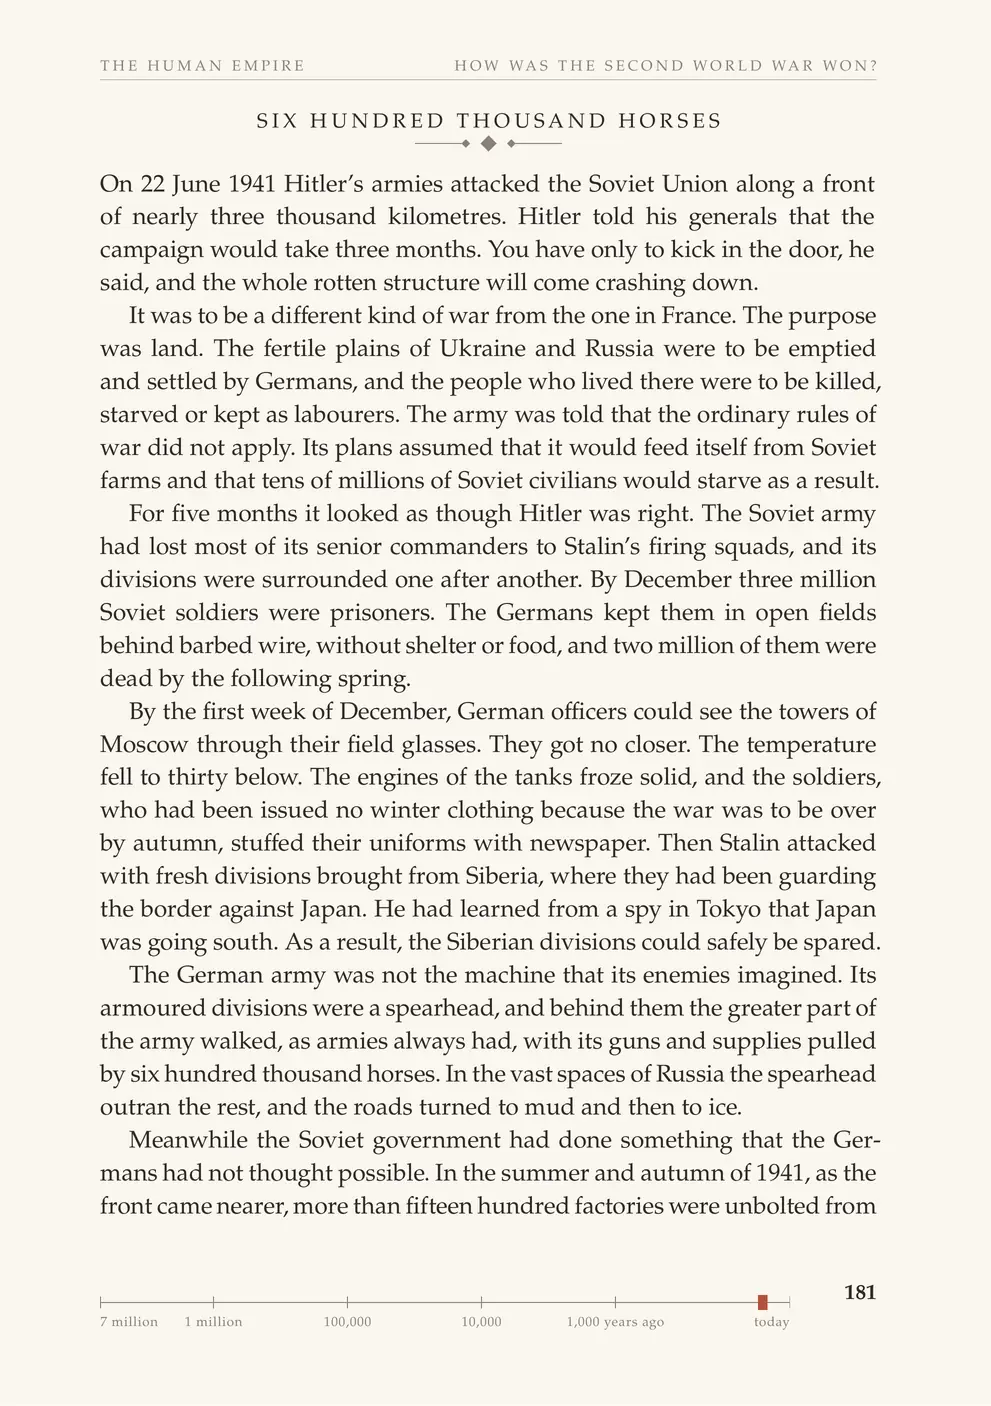 THE HUMAN EMPIRE
HOW WAS THE SECOND WORLD WAR WON?
SIX HUNDRED THOUSAND HORSES
On 22 June 1941 Hitler’s armies attacked the Soviet Union along a front
of nearly three thousand kilometres. Hitler told his generals that the
campaign would take three months. You have only to kick in the door, he
said, and the whole rotten structure will come crashing down.
It was to be a different kind of war from the one in France. The purpose
was land. The fertile plains of Ukraine and Russia were to be emptied
and settled by Germans, and the people who lived there were to be killed,
starved or kept as labourers. The army was told that the ordinary rules of
war did not apply. Its plans assumed that it would feed itself from Soviet
farms and that tens of millions of Soviet civilians would starve as a result.
For five months it looked as though Hitler was right. The Soviet army
had lost most of its senior commanders to Stalin’s firing squads, and its
divisions were surrounded one after another. By December three million
Soviet soldiers were prisoners. The Germans kept them in open fields
behind barbed wire, without shelter or food, and two million of them were
dead by the following spring.
By the first week of December, German officers could see the towers of
Moscow through their field glasses. They got no closer. The temperature
fell to thirty below. The engines of the tanks froze solid, and the soldiers,
who had been issued no winter clothing because the war was to be over
by autumn, stuffed their uniforms with newspaper. Then Stalin attacked
with fresh divisions brought from Siberia, where they had been guarding
the border against Japan. He had learned from a spy in Tokyo that Japan
was going south. As a result, the Siberian divisions could safely be spared.
The German army was not the machine that its enemies imagined. Its
armoured divisions were a spearhead, and behind them the greater part of
the army walked, as armies always had, with its guns and supplies pulled
by six hundred thousand horses. In the vast spaces of Russia the spearhead
outran the rest, and the roads turned to mud and then to ice.
Meanwhile the Soviet government had done something that the Ger-
mans had not thought possible. In the summer and autumn of 1941, as the
front came nearer, more than fifteen hundred factories were unbolted from
181
7 million 1 million 100,000 10,000 1,000 years ago today